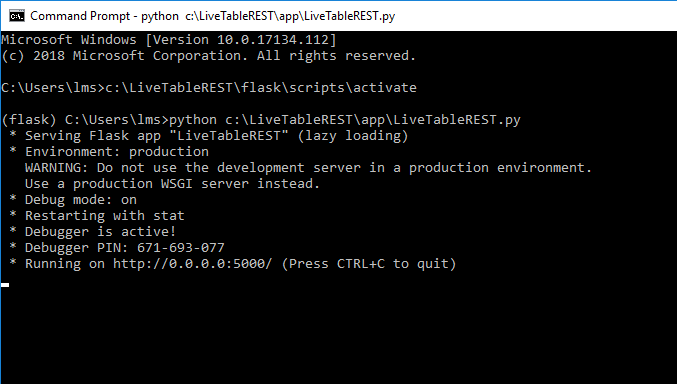 Command Prompt - python  c:\LiveTableREST\app\LiveTableREST.py
Microsoft Windows [Version 10.0.17134.112]
(c) 2018 Microsoft Corporation. All rights reserved.
C:\Users\lms>c:\LiveTableREST\flask\scripts\activate
(flask) C:\Users\lms>python c:\LiveTableREST\app\LiveTableREST.py
 * Serving Flask app "LiveTableREST" (lazy loading)
 * Environment: production
   WARNING: Do not use the development server in a production environment.
   Use a production WSGI server instead.
 * Debug mode: on
 * Restarting with stat
 * Debugger is active!
 * Debugger PIN: 671-693-077
 * Running on http://0.0.0.0:5000/ (Press CTRL+C to quit)